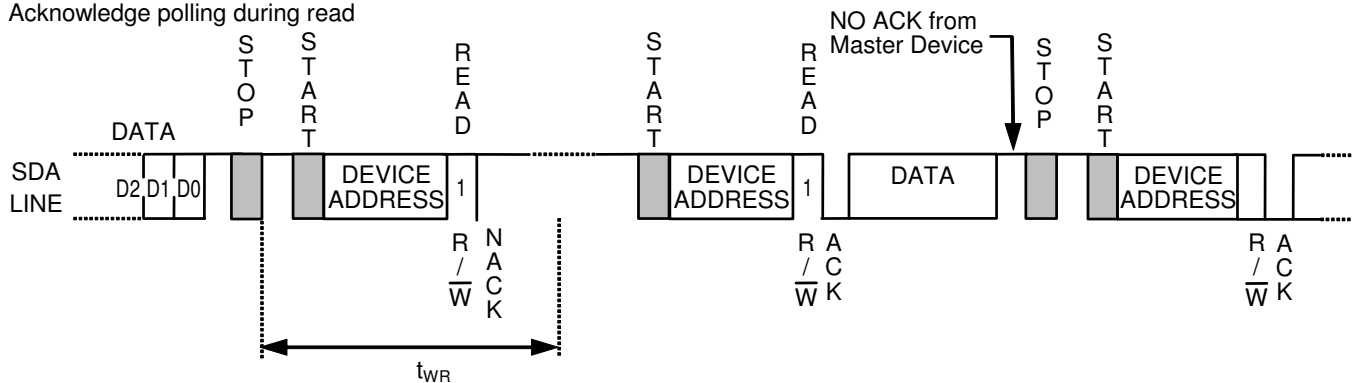 Acknowledge polling during read
NO ACK from
Master Device
STOP
START
READ
START
READ
STOP
START
DATA
SDA
LINE
D2 D1 D0
DEVICE
ADDRESS
1
DEVICE
ADDRESS
1
DATA
DEVICE
ADDRESS
R/W̅
NACK
R/W̅
ACK
R/W̅
ACK
tWR